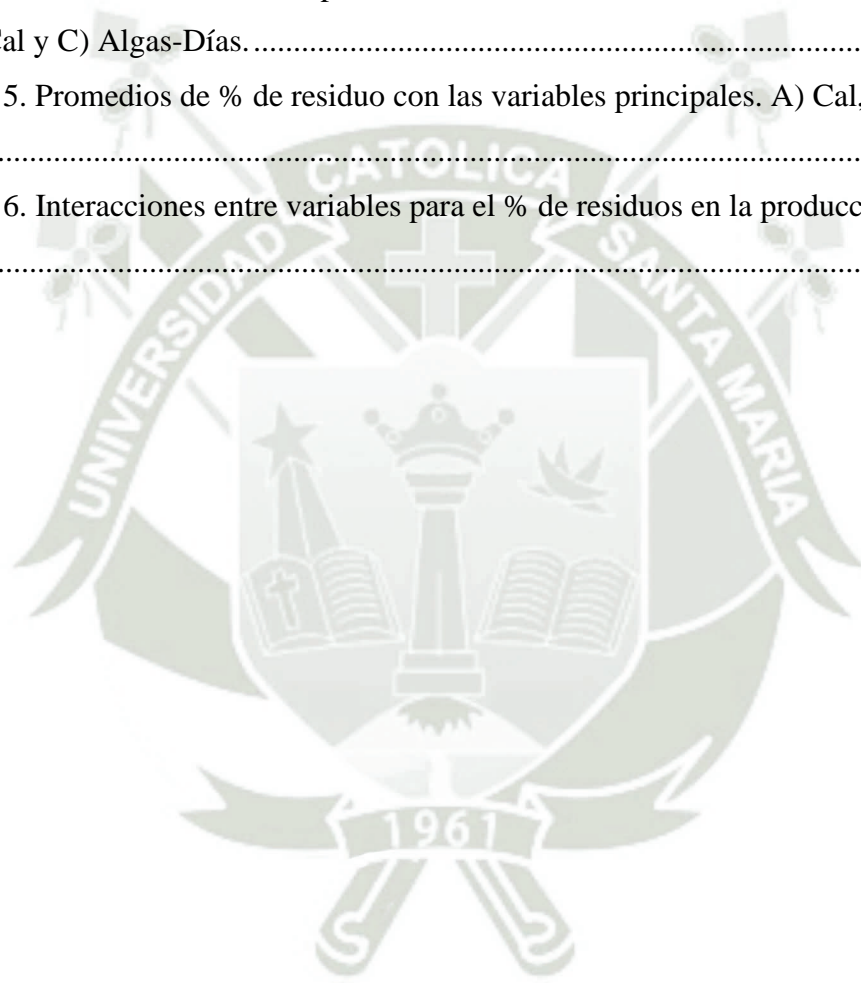 Cal y C) Algas-Días. ........................................................................................
5. Promedios de % de residuo con las variables principales. A) Cal,
........................................................................................
6. Interacciones entre variables para el % de residuos en la producc
........................................................................................
UNIVERSIDAD CATOLICA SANTA MARIA
1961